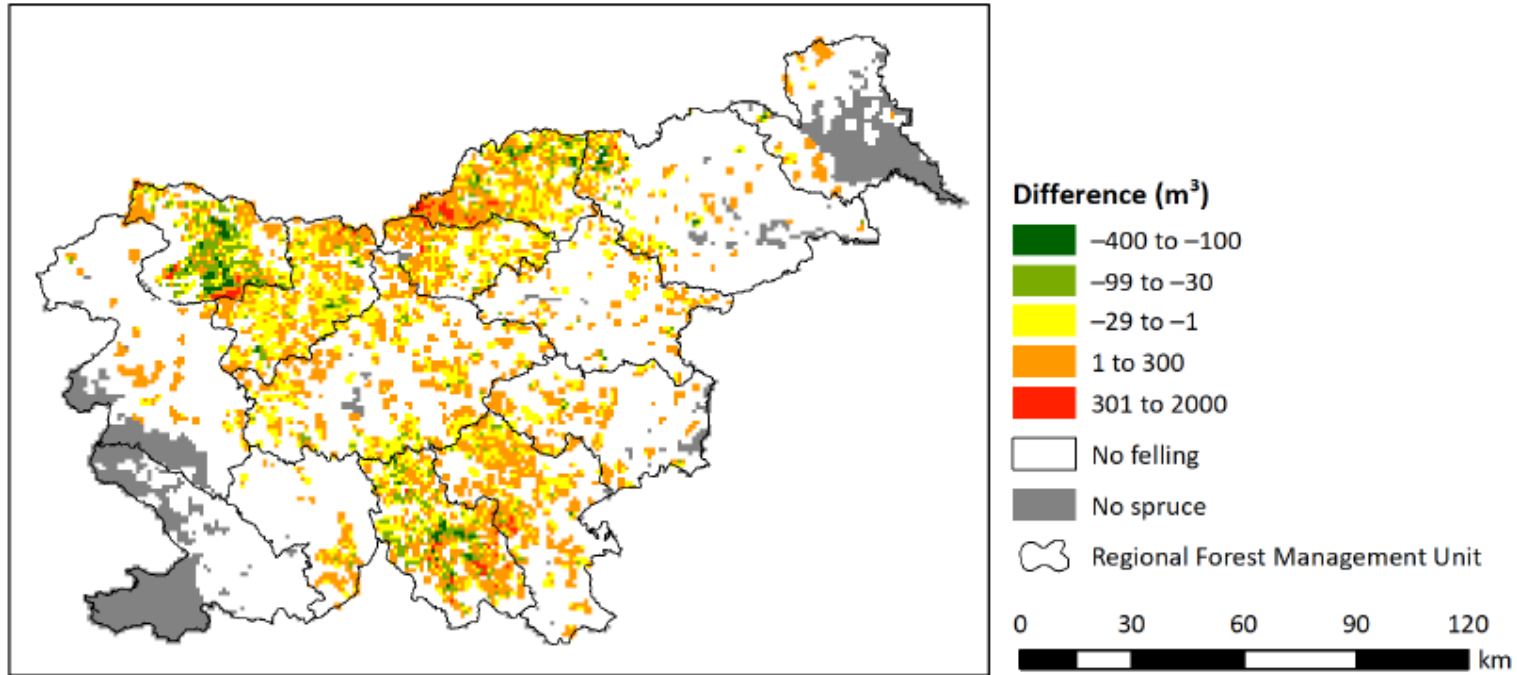 Difference (m³)
–400 to –100
–99 to –30
–29 to –1
1 to 300
301 to 2000
No felling
No spruce
Regional Forest Management Unit
0 30 60 90 120
km